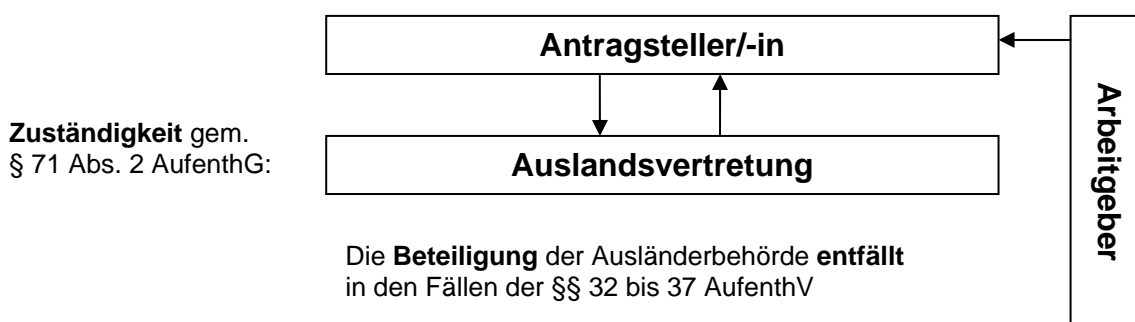 Antragsteller/-in
Zuständigkeit gem.
§ 71 Abs. 2 AufenthG:
Auslandsvertretung
Die Beteiligung der Ausländerbehörde entfällt
in den Fällen der §§ 32 bis 37 AufenthV
Arbeitgeber